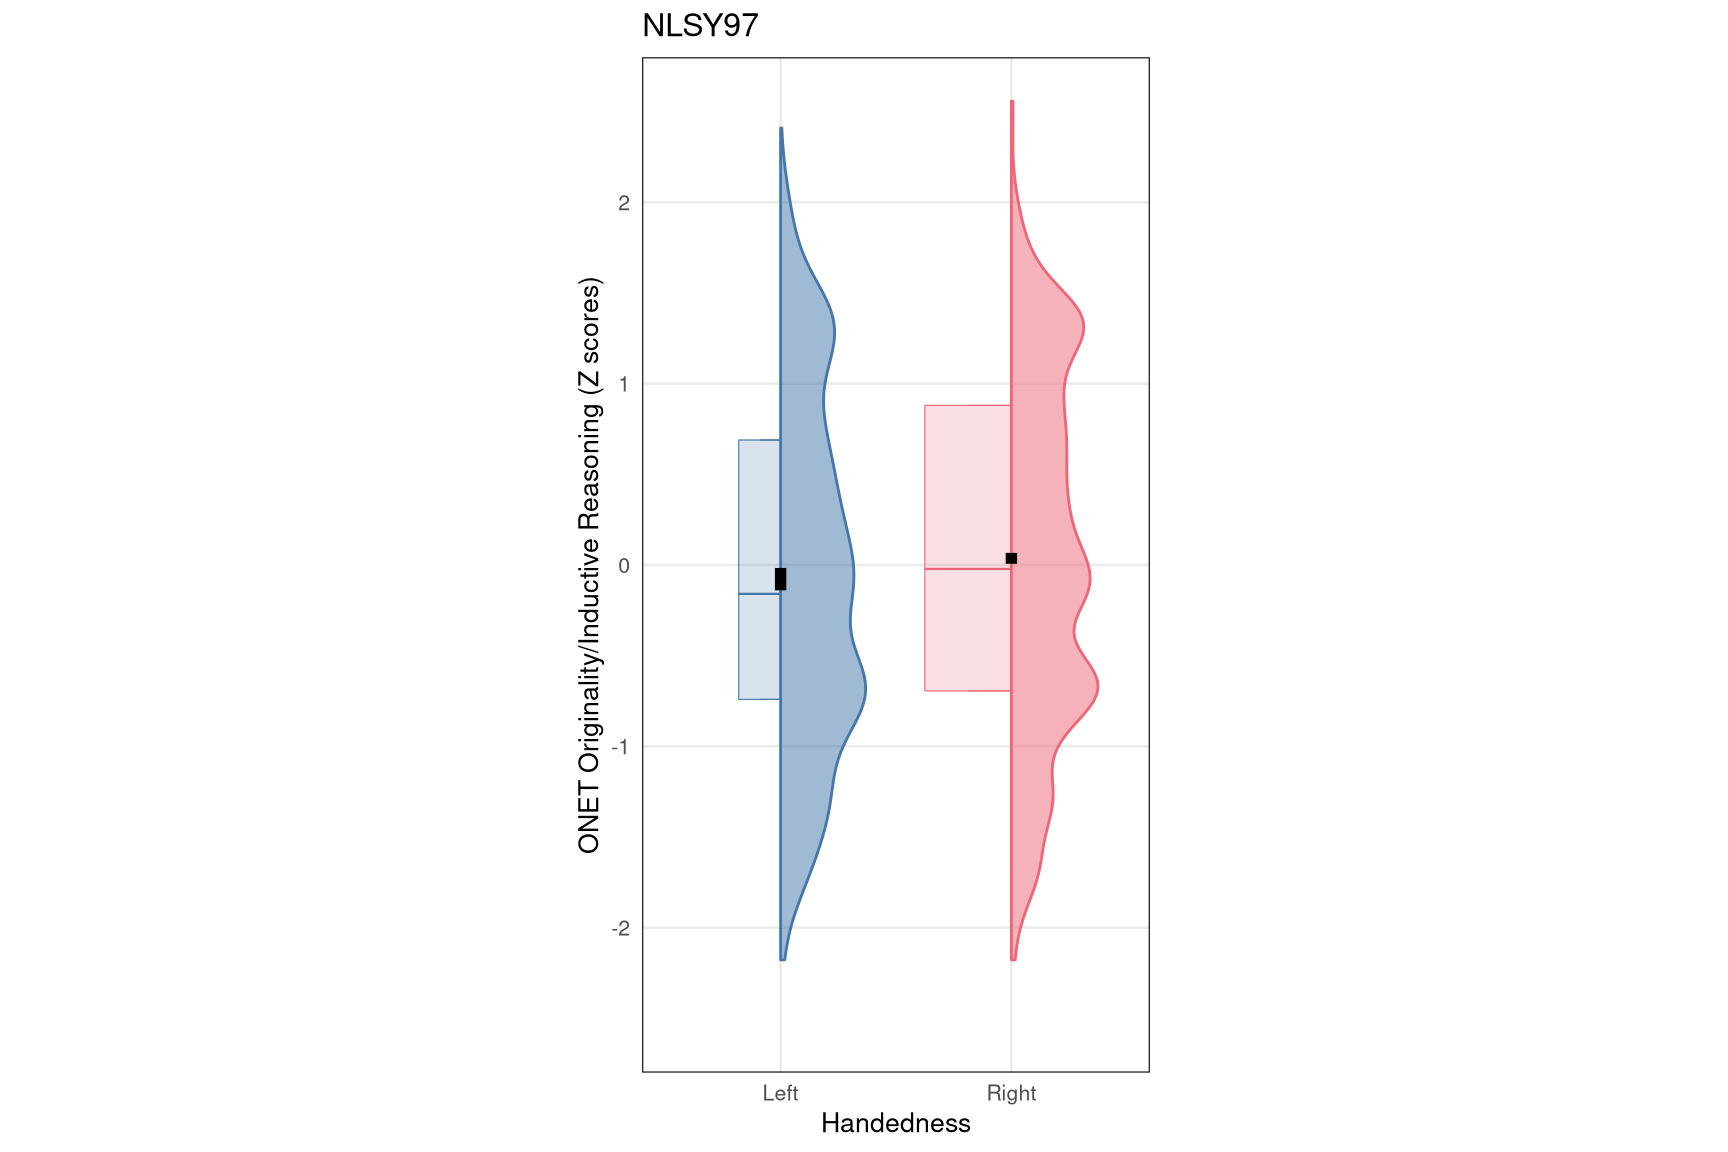 NLSY97
ONET Originality/Inductive Reasoning (Z scores)
2
1
0
-1
-2
Left
Right
Handedness